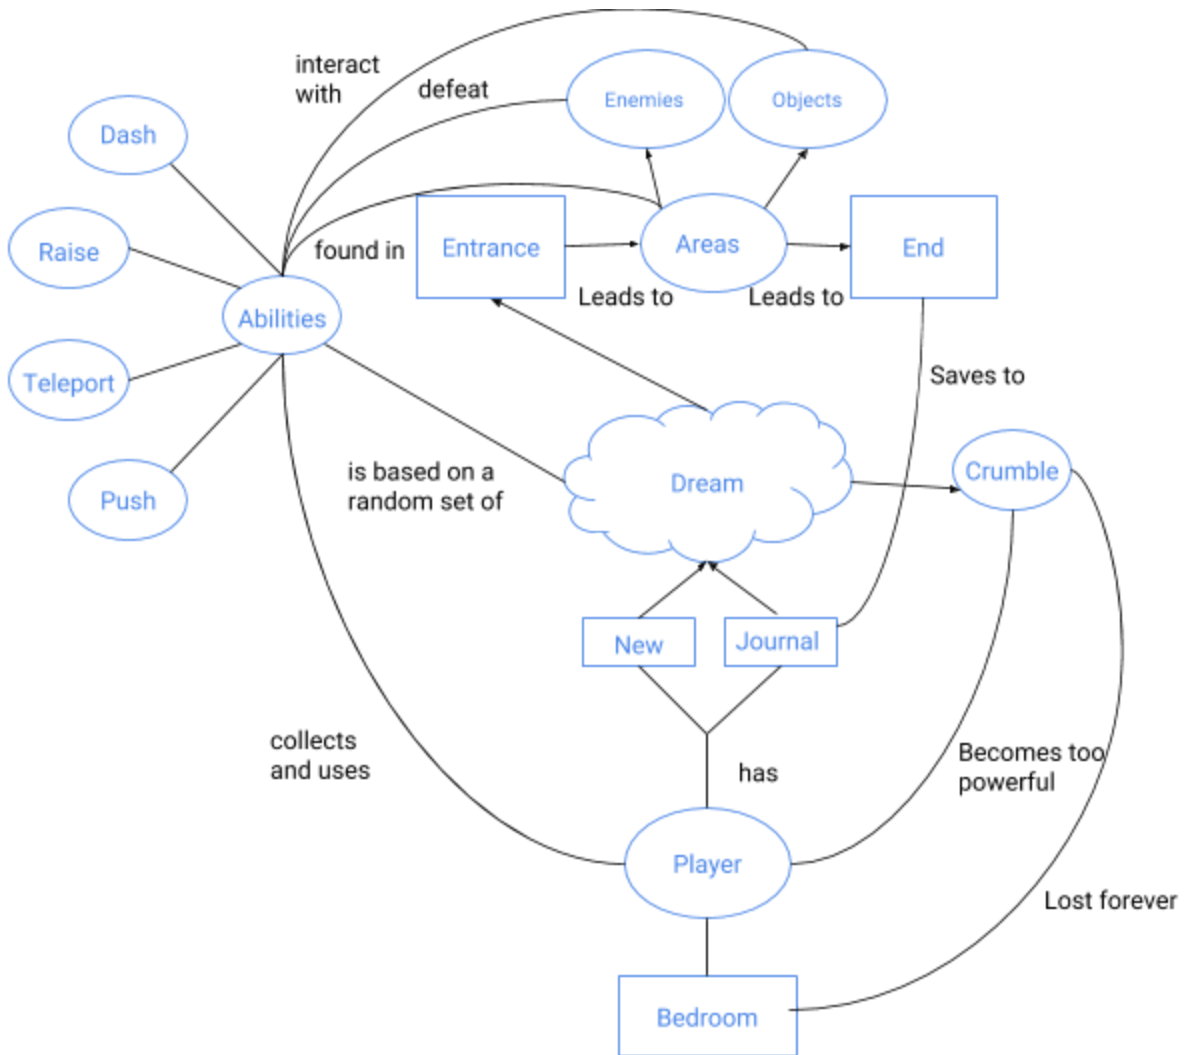 interact
with
defeat
Enemies
Objects
Dash
Raise
found in
Entrance
Areas
End
Leads to
Leads to
Abilities
Teleport
Saves to
is based on a
random set of
Dream
Crumble
Push
New
Journal
collects
and uses
has
Becomes too
powerful
Player
Lost forever
Bedroom